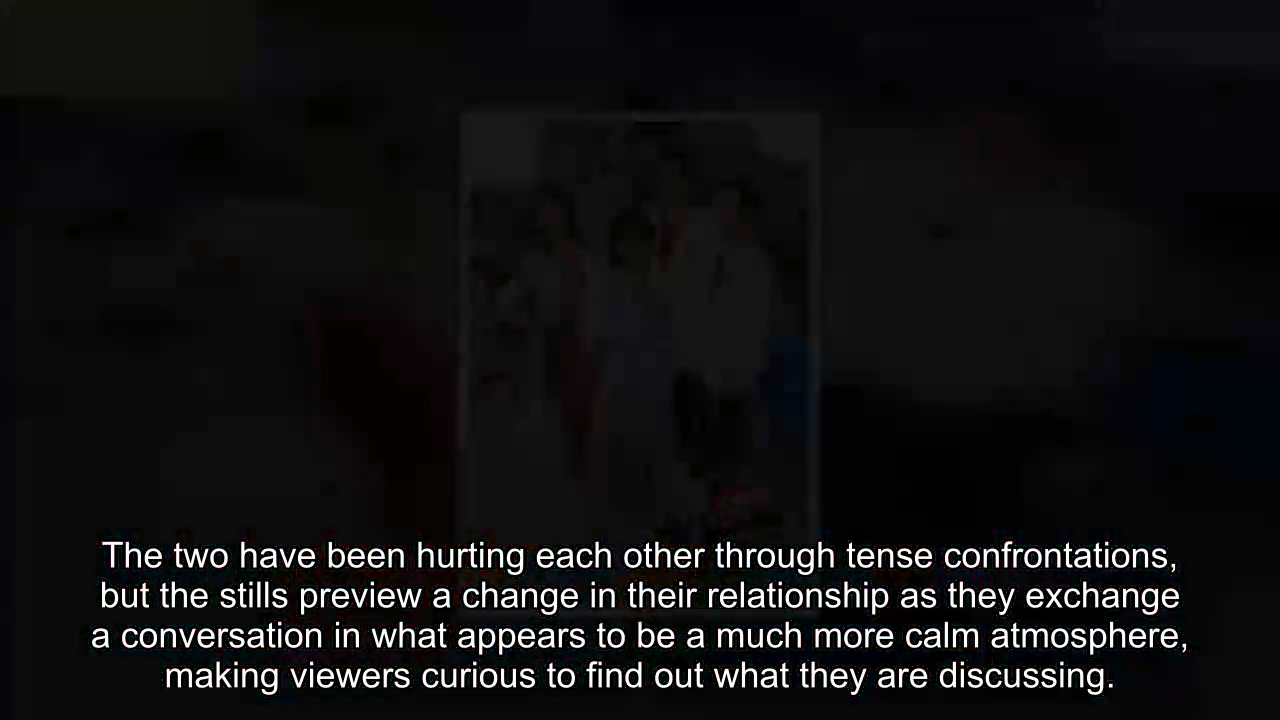 The two have been hurting each other through tense confrontations,
but the stills preview a change in their relationship as they exchange
a conversation in what appears to be a much more calm atmosphere,
making viewers curious to find out what they are discussing.